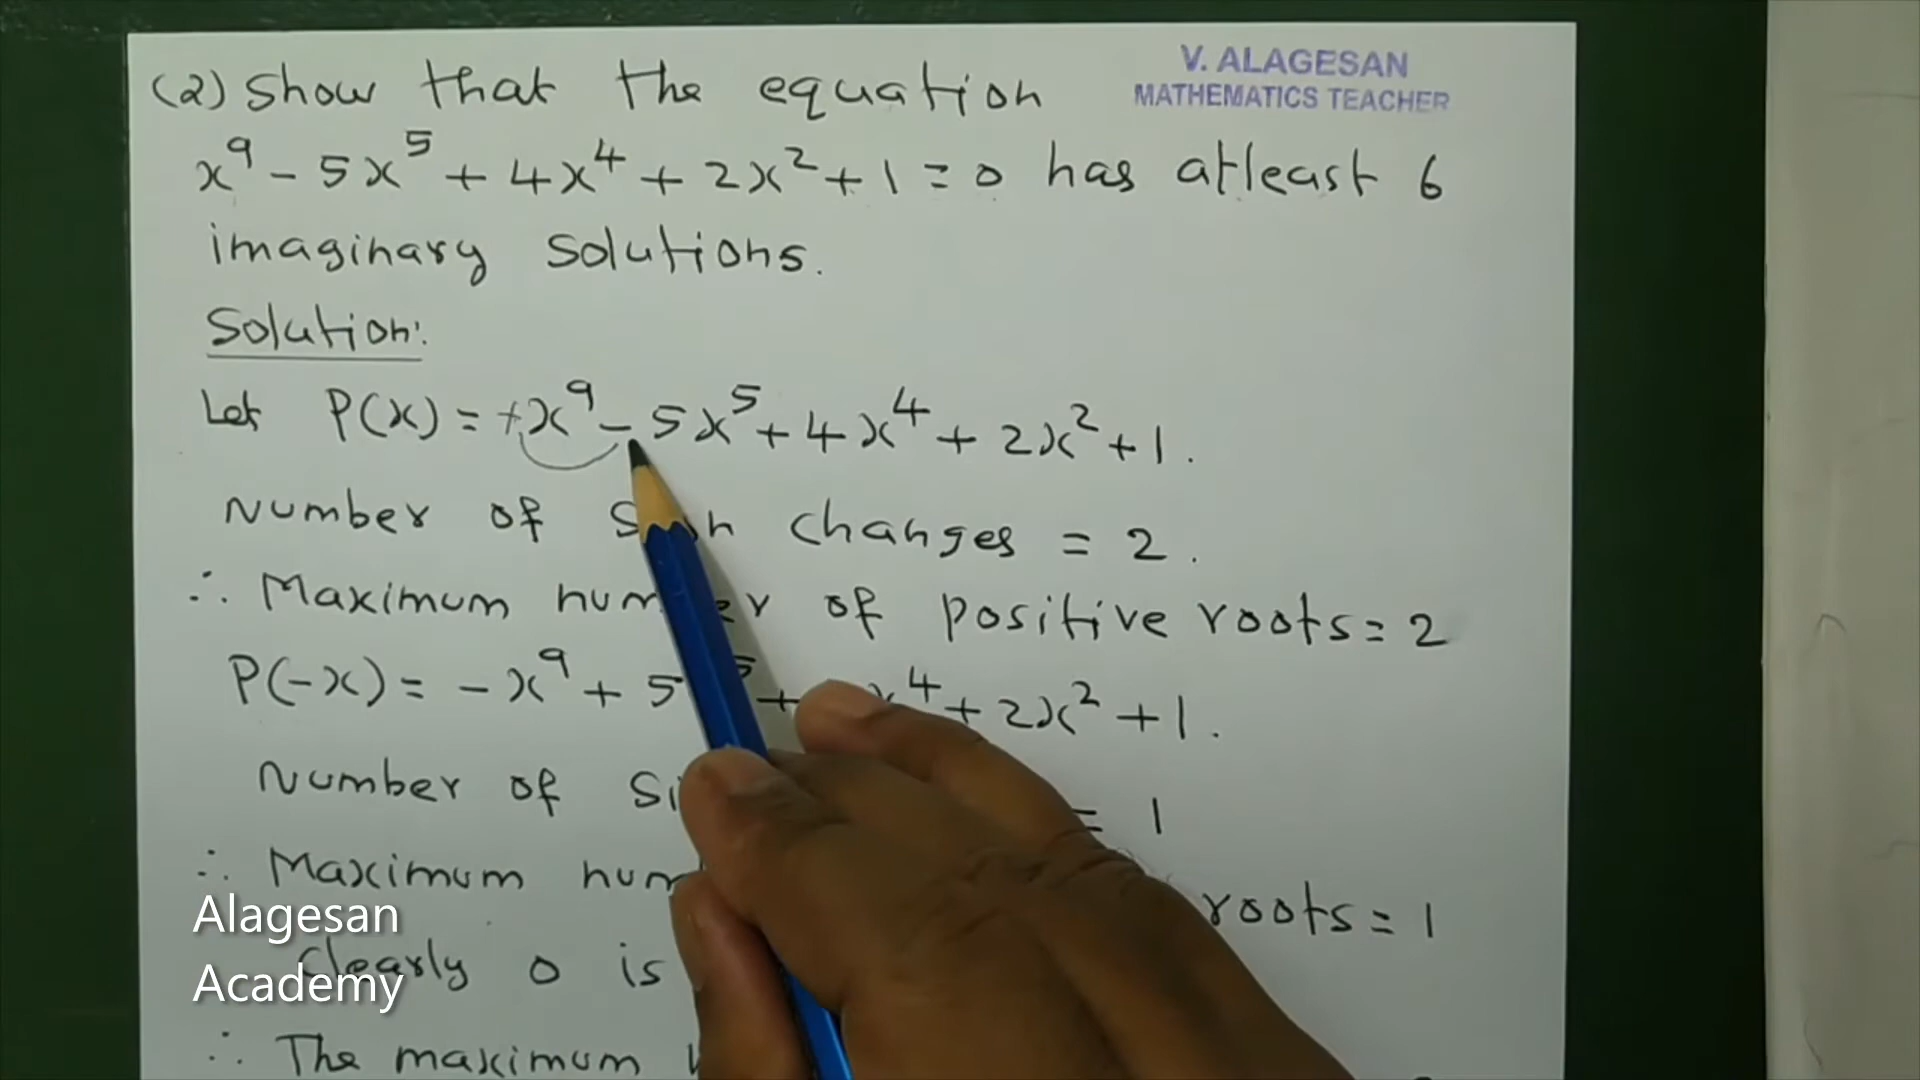 (2) Show that the equation
V. ALAGESAN
MATHEMATICS TEACHER
x⁹ - 5x⁵ + 4x⁴ + 2x² + 1 = 0 has atleast 6
imaginary solutions.
Solution:
Let P(x) = +x⁹ - 5x⁵ + 4x⁴ + 2x² + 1.
Number of changes = 2.
∴ Maximum of positive roots = 2
P(-x) = -x⁹ + 5 + x⁴ + 2x² + 1.
Number of = 1
∴ Maximum roots = 1
Clearly 0 is
∴ The maximum
Alagesan
Academy